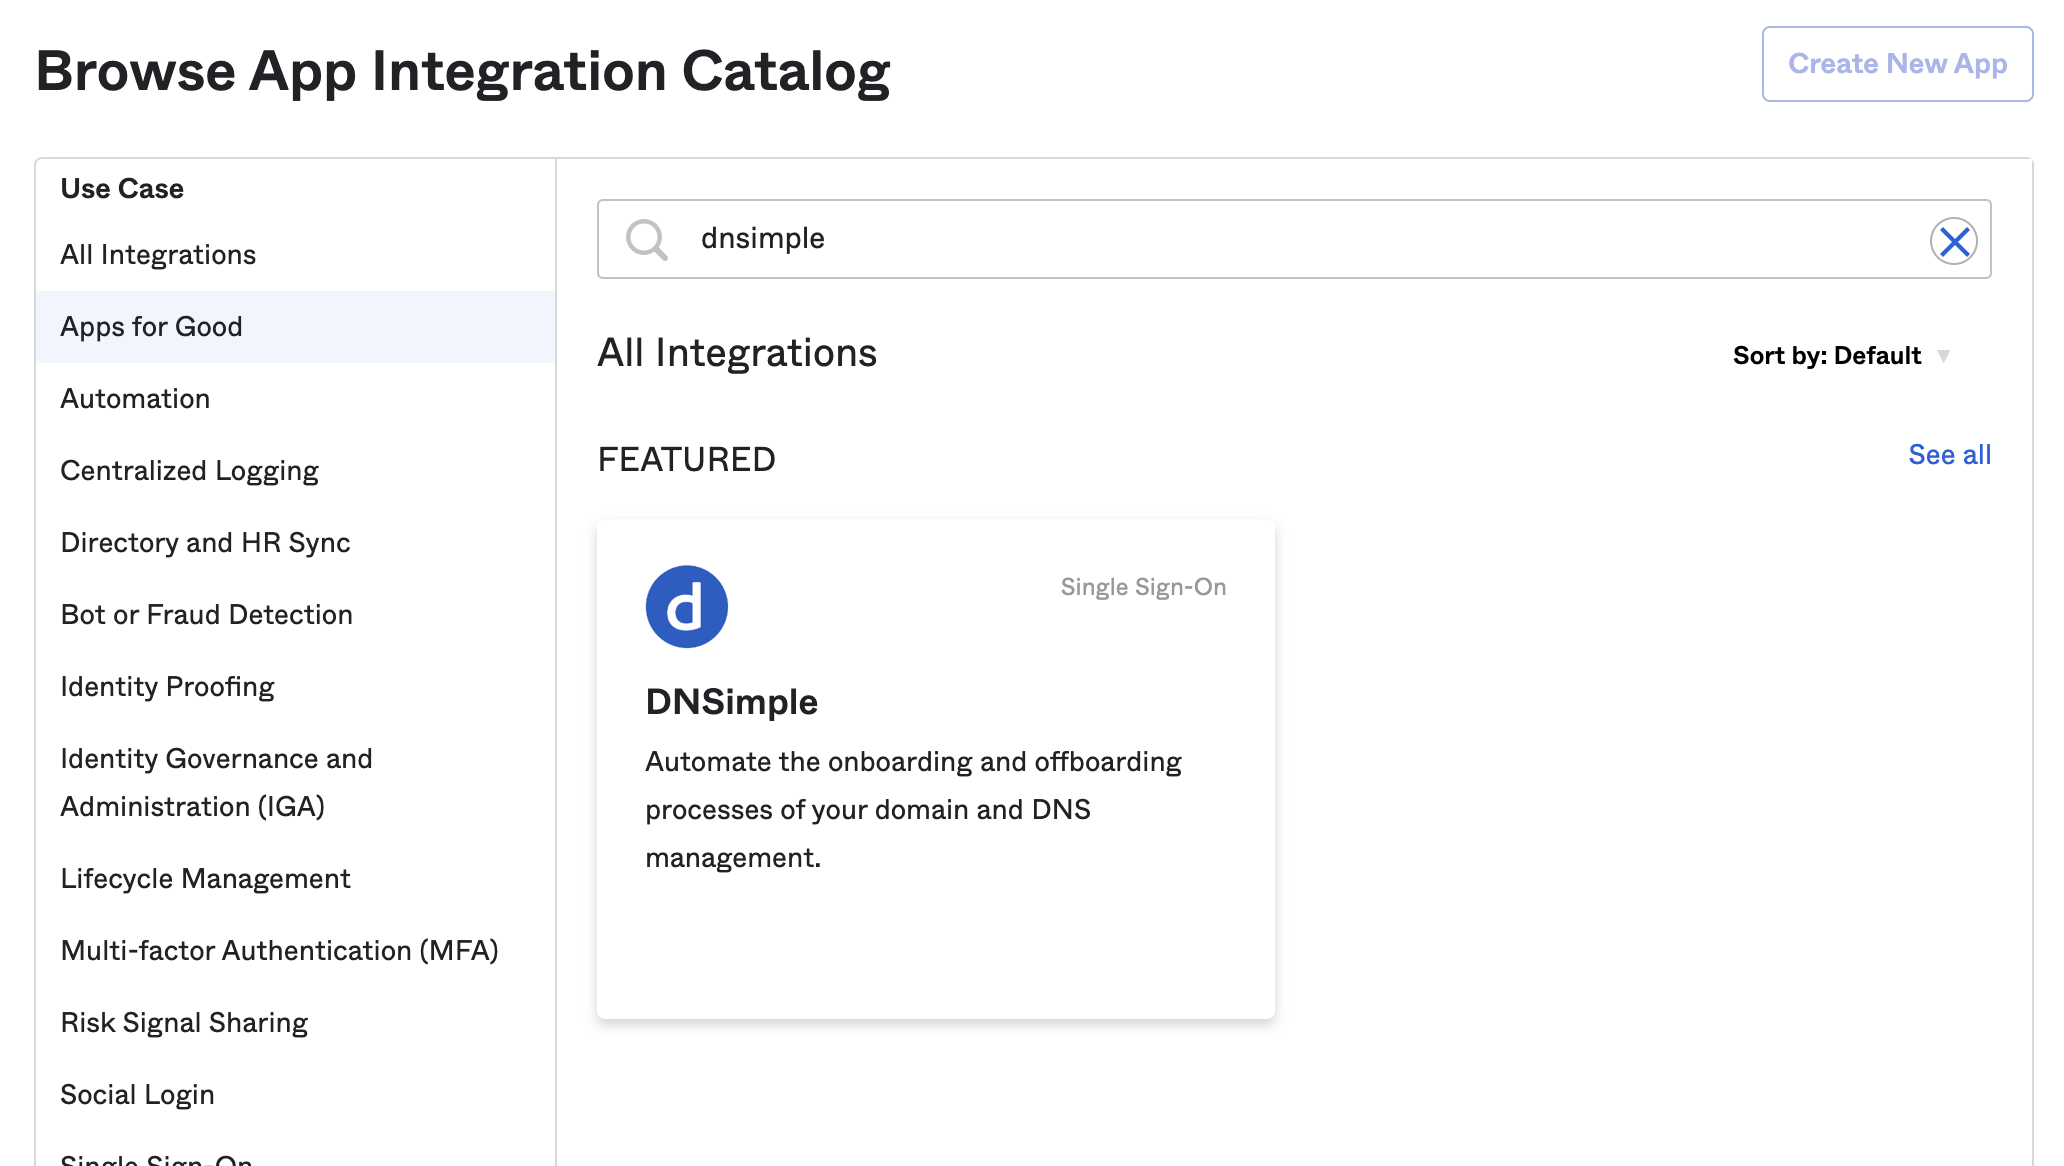 Browse App Integration Catalog
Create New App
Use Case
All Integrations
Apps for Good
Automation
Centralized Logging
Directory and HR Sync
Bot or Fraud Detection
Identity Proofing
Identity Governance and
Administration (IGA)
Lifecycle Management
Multi-factor Authentication (MFA)
Risk Signal Sharing
Social Login
Single Sign-On
dnsimple
All Integrations
Sort by: Default
FEATURED
See all
d
Single Sign-On
DNSimple
Automate the onboarding and offboarding
processes of your domain and DNS
management.